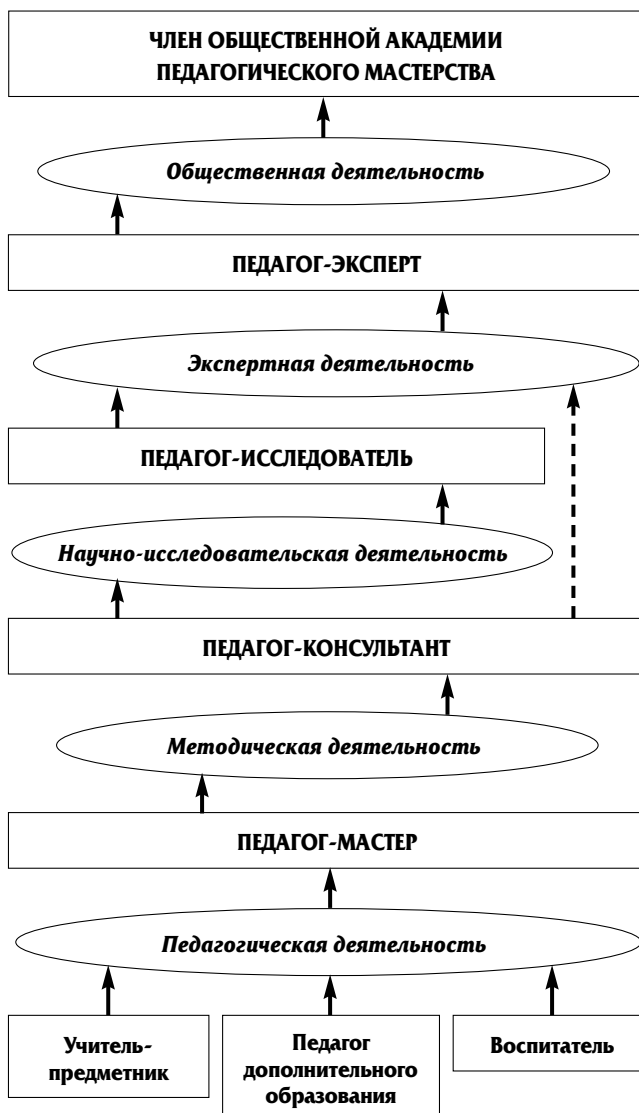 ЧЛЕН ОБЩЕСТВЕННОЙ АКАДЕМИИ
ПЕДАГОГИЧЕСКОГО МАСТЕРСТВА
Общественная деятельность
ПЕДАГОГ-ЭКСПЕРТ
Экспертная деятельность
ПЕДАГОГ-ИССЛЕДОВАТЕЛЬ
Научно-исследовательская деятельность
ПЕДАГОГ-КОНСУЛЬТАНТ
Методическая деятельность
ПЕДАГОГ-МАСТЕР
Педагогическая деятельность
Учитель-
предметник
Педагог
дополнительного
образования
Воспитатель